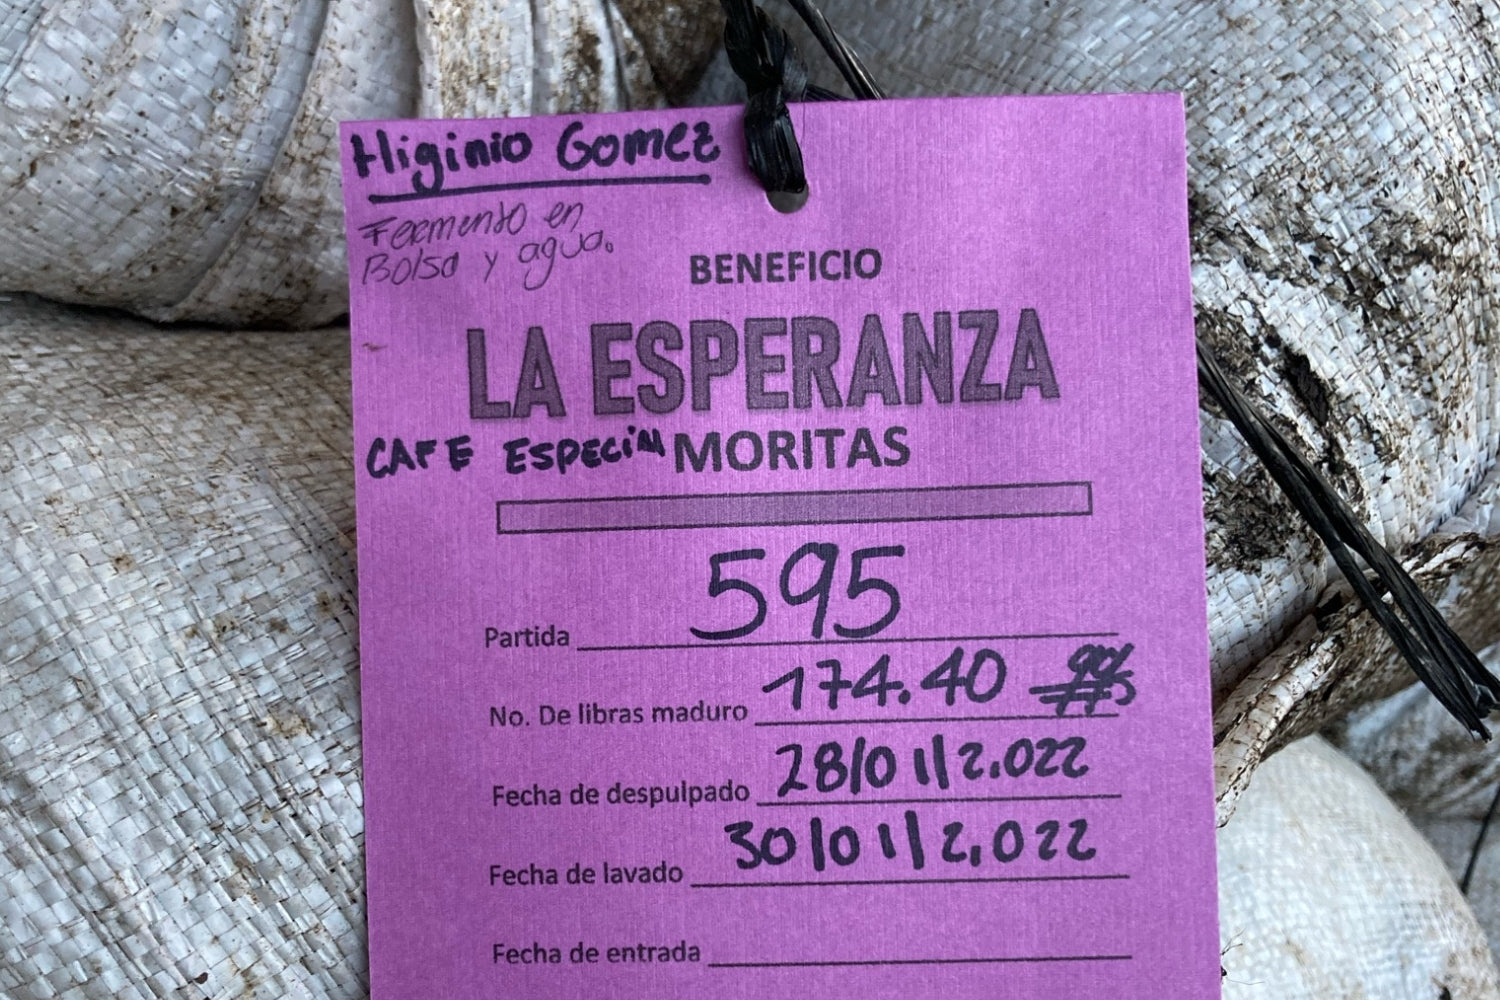 Higinio Gomez
Fermento en
Bolsa y agua.
BENEFICIO
LA ESPERANZA
CAFE ESPECIAL MORITAS
Partida 595
No. De libras maduro 174.40
Fecha de despulpado 28/01/2.022
Fecha de lavado 30/01/2.022
Fecha de entrada